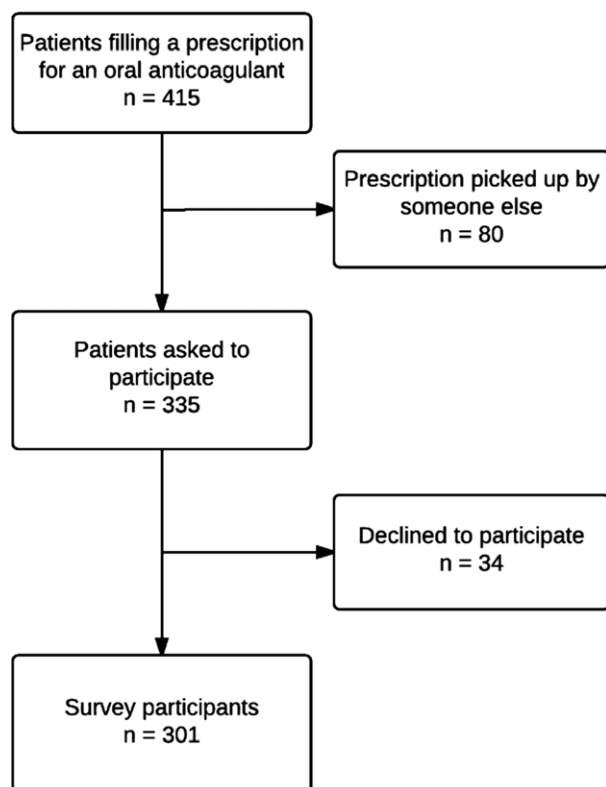 Patients filling a prescription
for an oral anticoagulant
n = 415
Prescription picked up by
someone else
n = 80
Patients asked to
participate
n = 335
Declined to participate
n = 34
Survey participants
n = 301